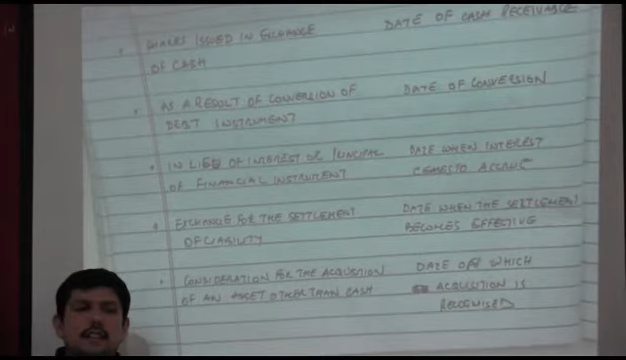 SHARES ISSUED IN EXCHANGE DATE OF CASH RECEIVABLE
OF CASH
AS A RESULT OF CONVERSION OF DATE OF CONVERSION
DEBT INSTRUMENT
IN LIEU OF INTEREST OR PRINCIPAL DATE WHEN INTEREST
OF FINANCIAL INSTRUMENT CEASES TO ACCRUE
EXCHANGE FOR THE SETTLEMENT DATE WHEN THE SETTLEMENT
OF LIABILITY BECOMES EFFECTIVE
CONSIDERATION FOR THE ACQUISTION DATE ON WHICH
OF AN ASSET OTHER THAN CASH ACQUISTION IS
RECOGNISED